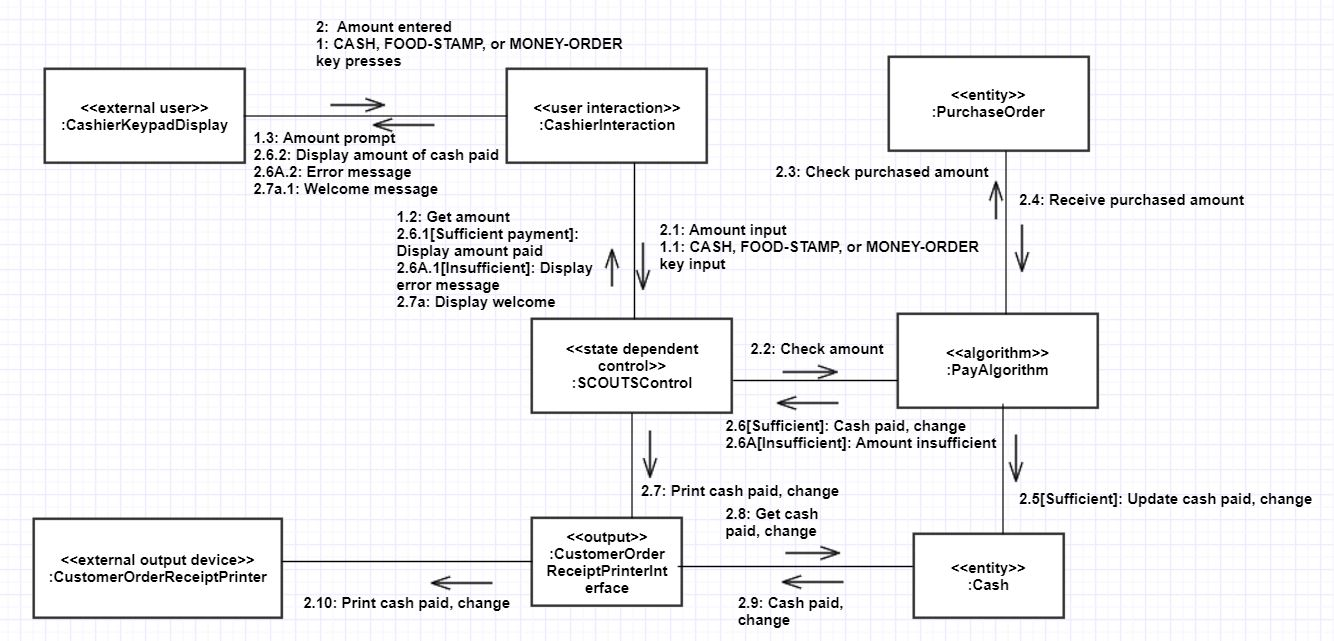 2:  Amount entered
1: CASH, FOOD-STAMP, or MONEY-ORDER
key presses
<<external user>>
:CashierKeypadDisplay
<<user interaction>>
:CashierInteraction
<<entity>>
:PurchaseOrder
1.3: Amount prompt
2.6.2: Display amount of cash paid
2.6A.2: Error message
2.7a.1: Welcome message
2.3: Check purchased amount
2.4: Receive purchased amount
1.2: Get amount
2.6.1[Sufficient payment]:
Display amount paid
2.6A.1[Insufficient]: Display
error message
2.7a: Display welcome
2.1: Amount input
1.1: CASH, FOOD-STAMP, or MONEY-ORDER
key input
<<state dependent
control>>
:SCOUTSControl
2.2: Check amount
<<algorithm>>
:PayAlgorithm
2.6[Sufficient]: Cash paid, change
2.6A[Insufficient]: Amount insufficient
2.7: Print cash paid, change
2.5[Sufficient]: Update cash paid, change
2.8: Get cash
paid, change
<<external output device>>
:CustomerOrderReceiptPrinter
<<output>>
:CustomerOrder
ReceiptPrinterInt
erface
<<entity>>
:Cash
2.10: Print cash paid, change
2.9: Cash paid,
change